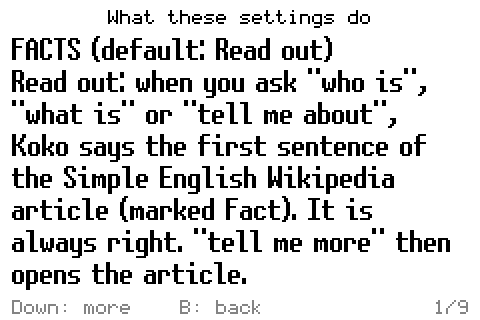 What these settings do
FACTS (default: Read out)
Read out: when you ask "who is",
"what is" or "tell me about",
Koko says the first sentence of
the Simple English Wikipedia
article (marked Fact). It is
always right. "tell me more" then
opens the article.
Down: more    B: back    1/9